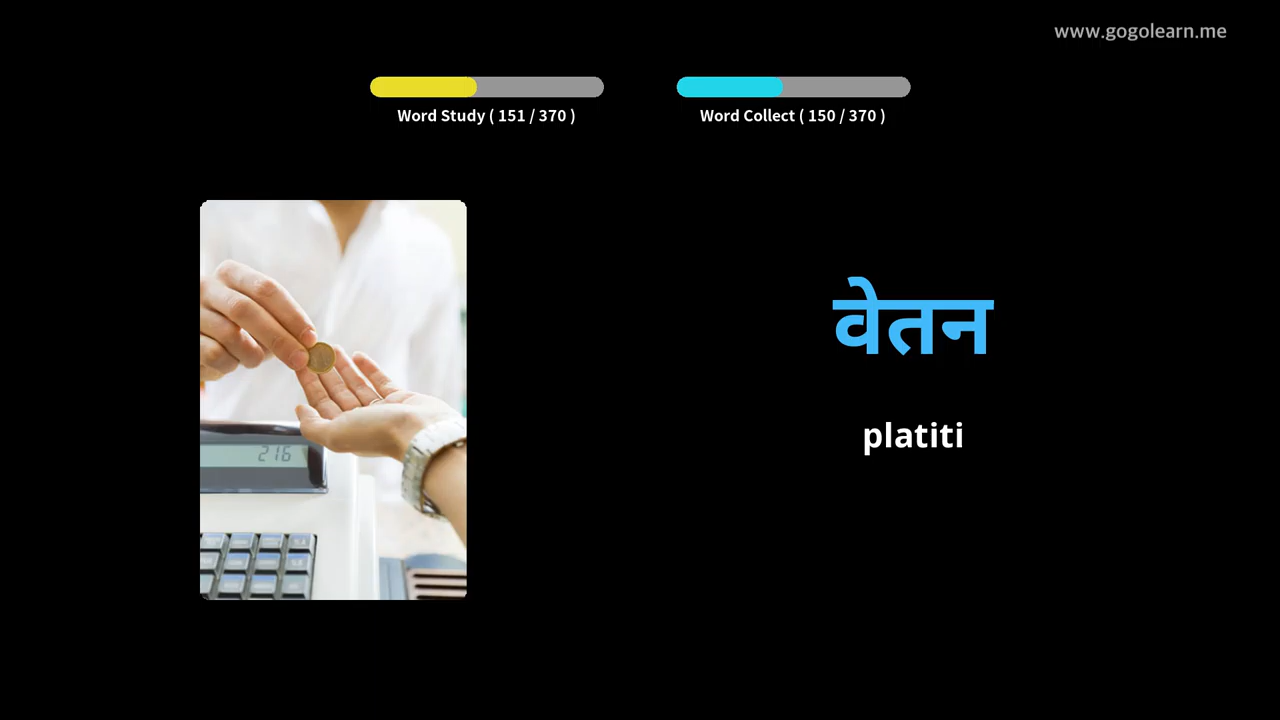 www.gogolearn.me
Word Study ( 151 / 370 )
Word Collect ( 150 / 370 )
वेतन
platiti
216